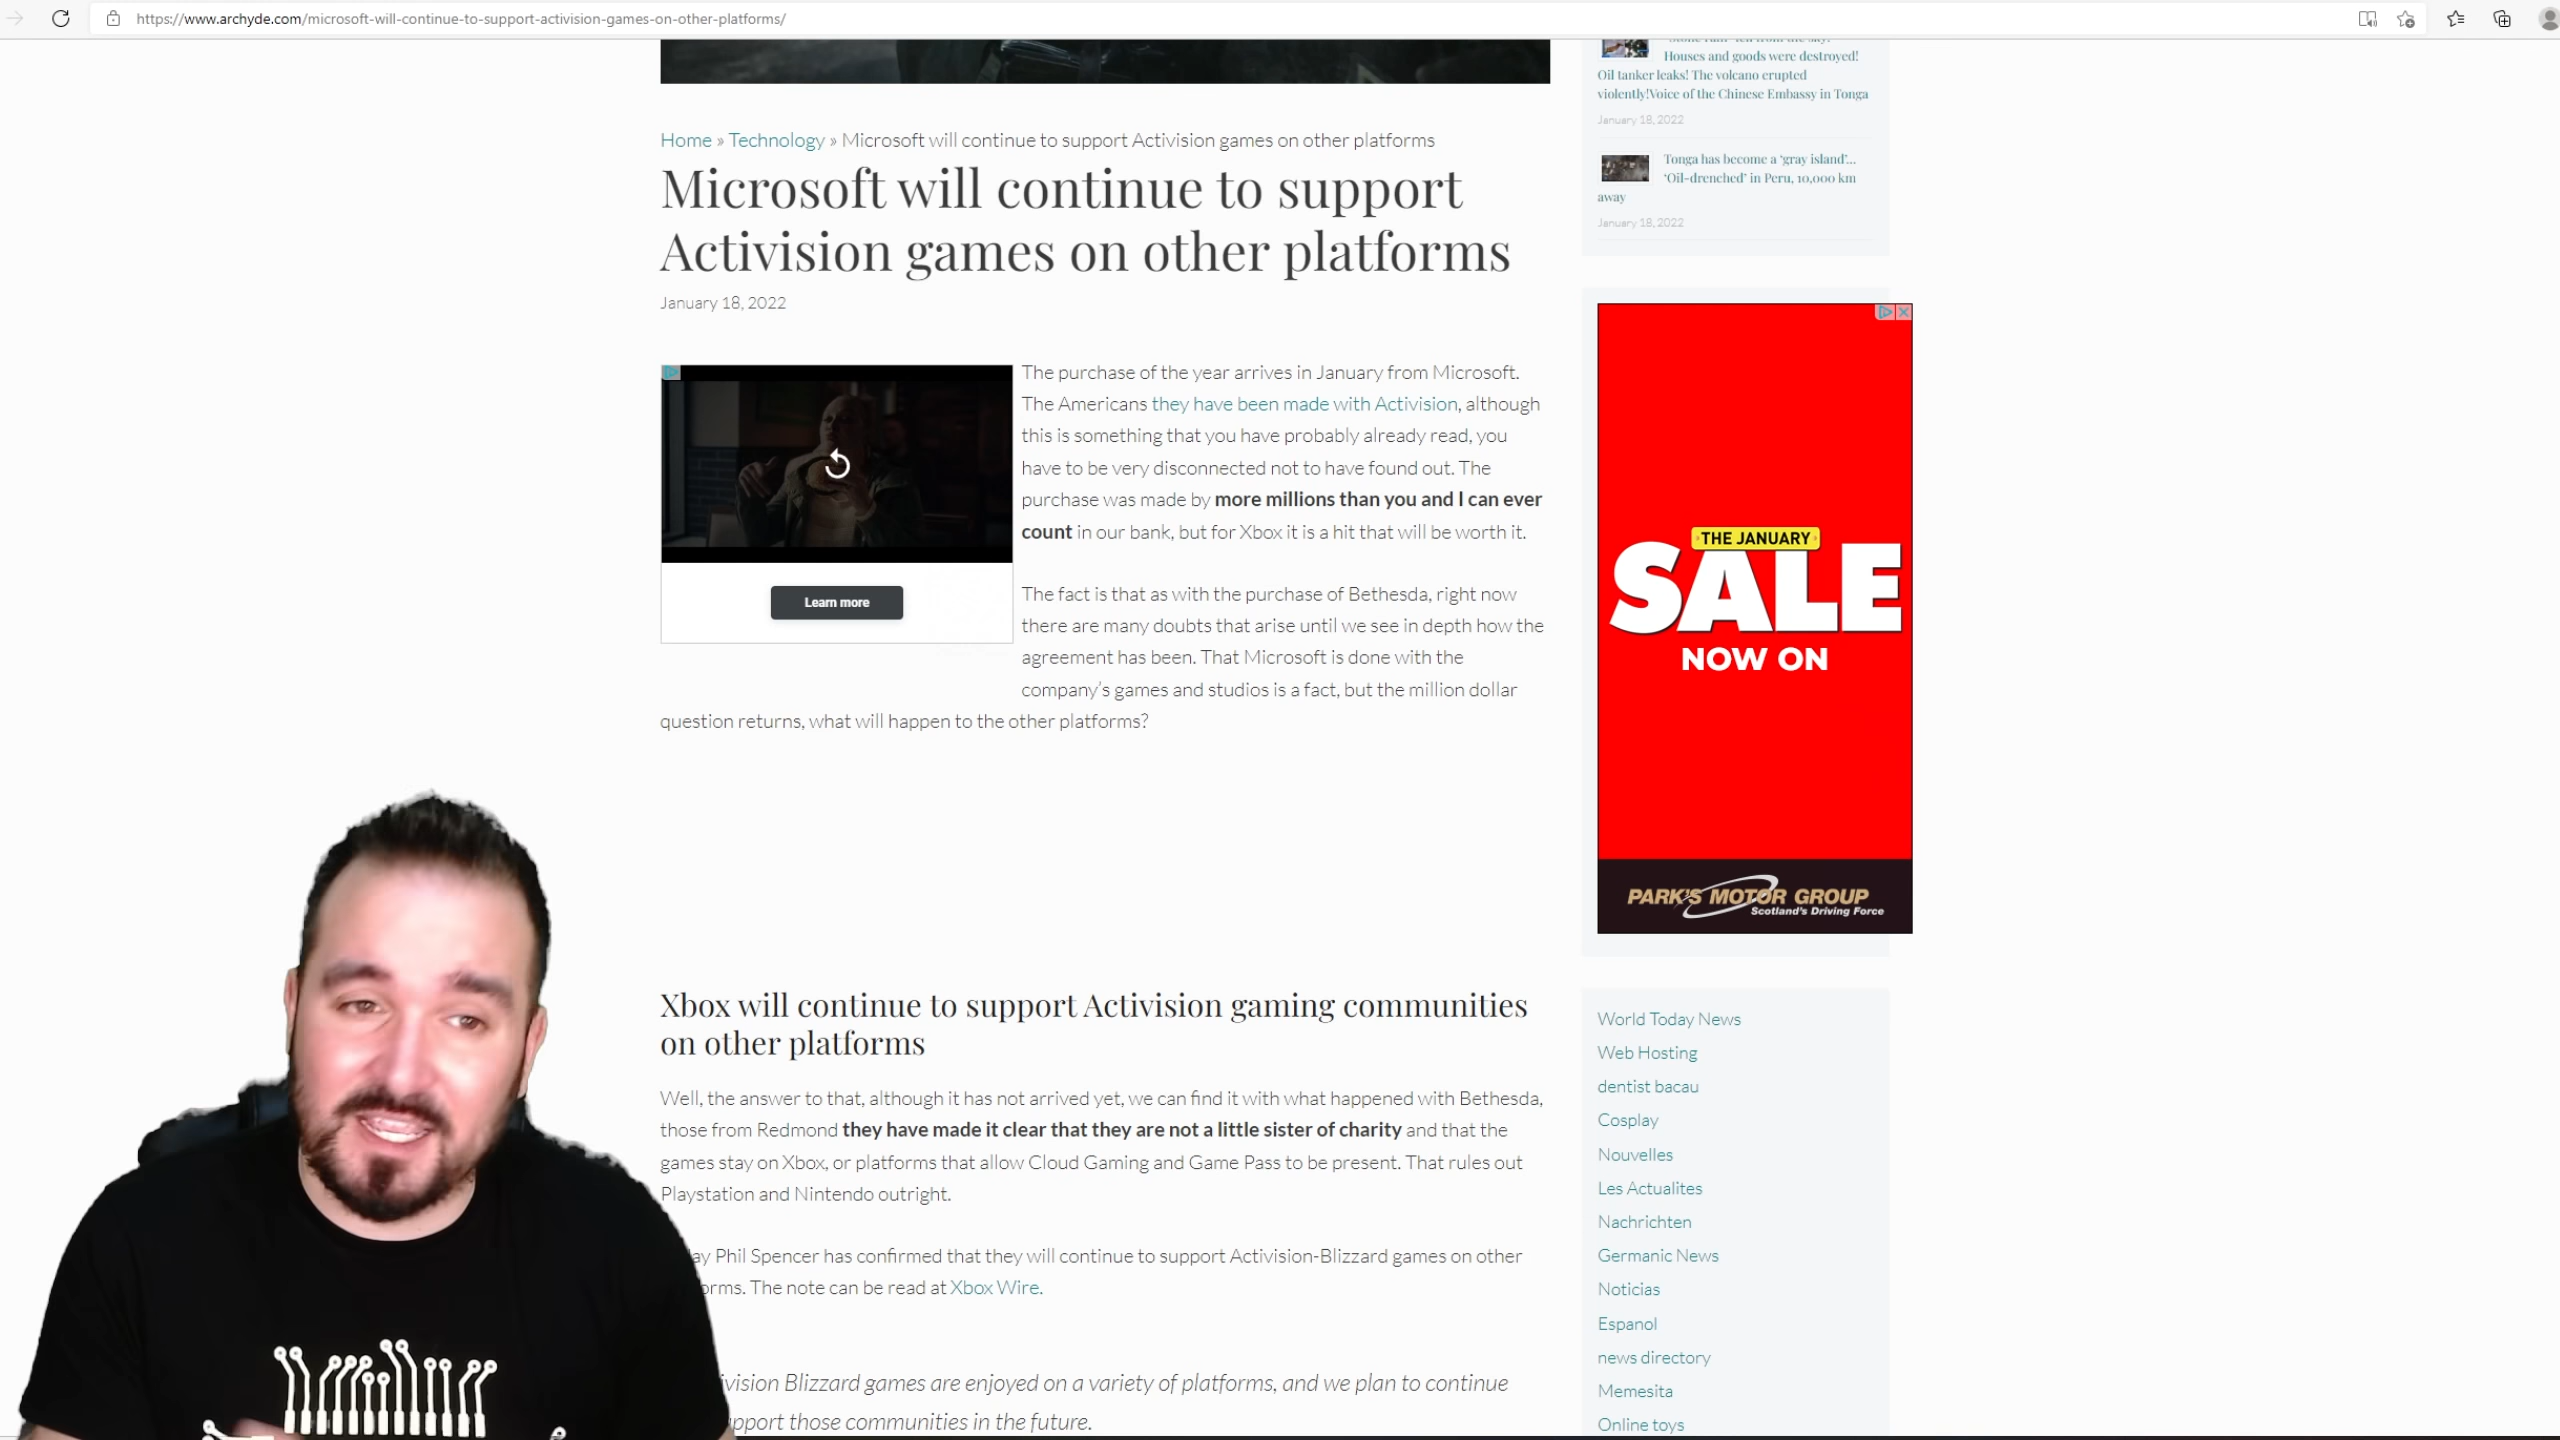 https://www.archyde.com/microsoft-will-continue-to-support-activision-games-on-other-platforms/
Home » Technology » Microsoft will continue to support Activision games on other platforms
Microsoft will continue to support
Activision games on other platforms
January 18, 2022
The purchase of the year arrives in January from Microsoft.
The Americans they have been made with Activision, although
this is something that you have probably already read, you
have to be very disconnected not to have found out. The
purchase was made by more millions than you and I can ever
count in our bank, but for Xbox it is a hit that will be worth it.
Learn more
The fact is that as with the purchase of Bethesda, right now
there are many doubts that arise until we see in depth how the
agreement has been. That Microsoft is done with the
company's games and studios is a fact, but the million dollar
question returns, what will happen to the other platforms?
Xbox will continue to support Activision gaming communities
on other platforms
Well, the answer to that, although it has not arrived yet, we can find it with what happened with Bethesda,
those from Redmond they have made it clear that they are not a little sister of charity and that the
games stay on Xbox, or platforms that allow Cloud Gaming and Game Pass to be present. That rules out
Playstation and Nintendo outright.
Phil Spencer has confirmed that they will continue to support Activision-Blizzard games on other
The note can be read at Xbox Wire.
Blizzard games are enjoyed on a variety of platforms, and we plan to continue
those communities in the future.
Houses and goods were destroyed!
Oil tanker leaks! The volcano erupted
violently!Voice of the Chinese Embassy in Tonga
January 18, 2022
Tonga has become a 'gray island'...
'Oil-drenched' in Peru, 10,000 km
away
January 18, 2022
THE JANUARY
SALE
NOW ON
PARK'S MOTOR GROUP
Scotland's Driving Force
World Today News
Web Hosting
dentist bacau
Cosplay
Nouvelles
Les Actualites
Nachrichten
Germanic News
Noticias
Espanol
news directory
Memesita
Online toys